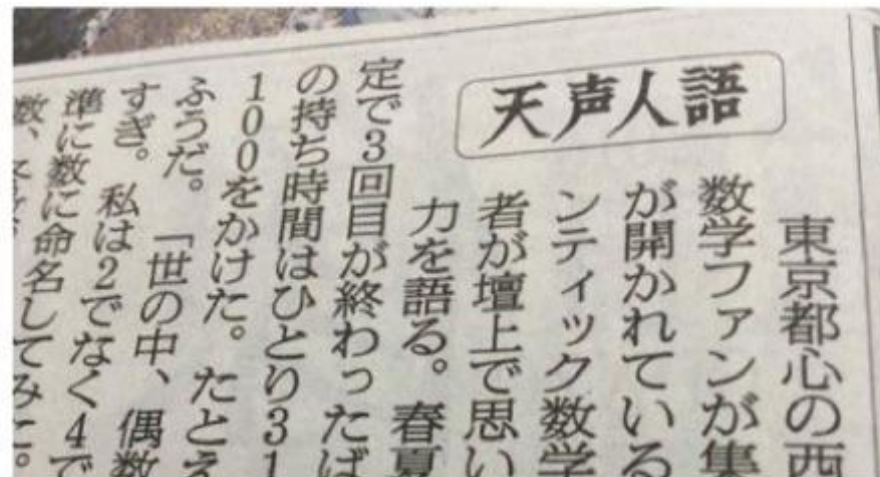 天声人語
東京都心の西
数学ファンが集
が開かれている
ンティック数学
者が壇上で思い
力を語る。春夏
定で3回目が終わったば
の持ち時間はひとり31
100をかけた。たとえ
ふうだ。「世の中、偶数
すぎ。私は2でなく4で
準に数に命名してみた。
数、